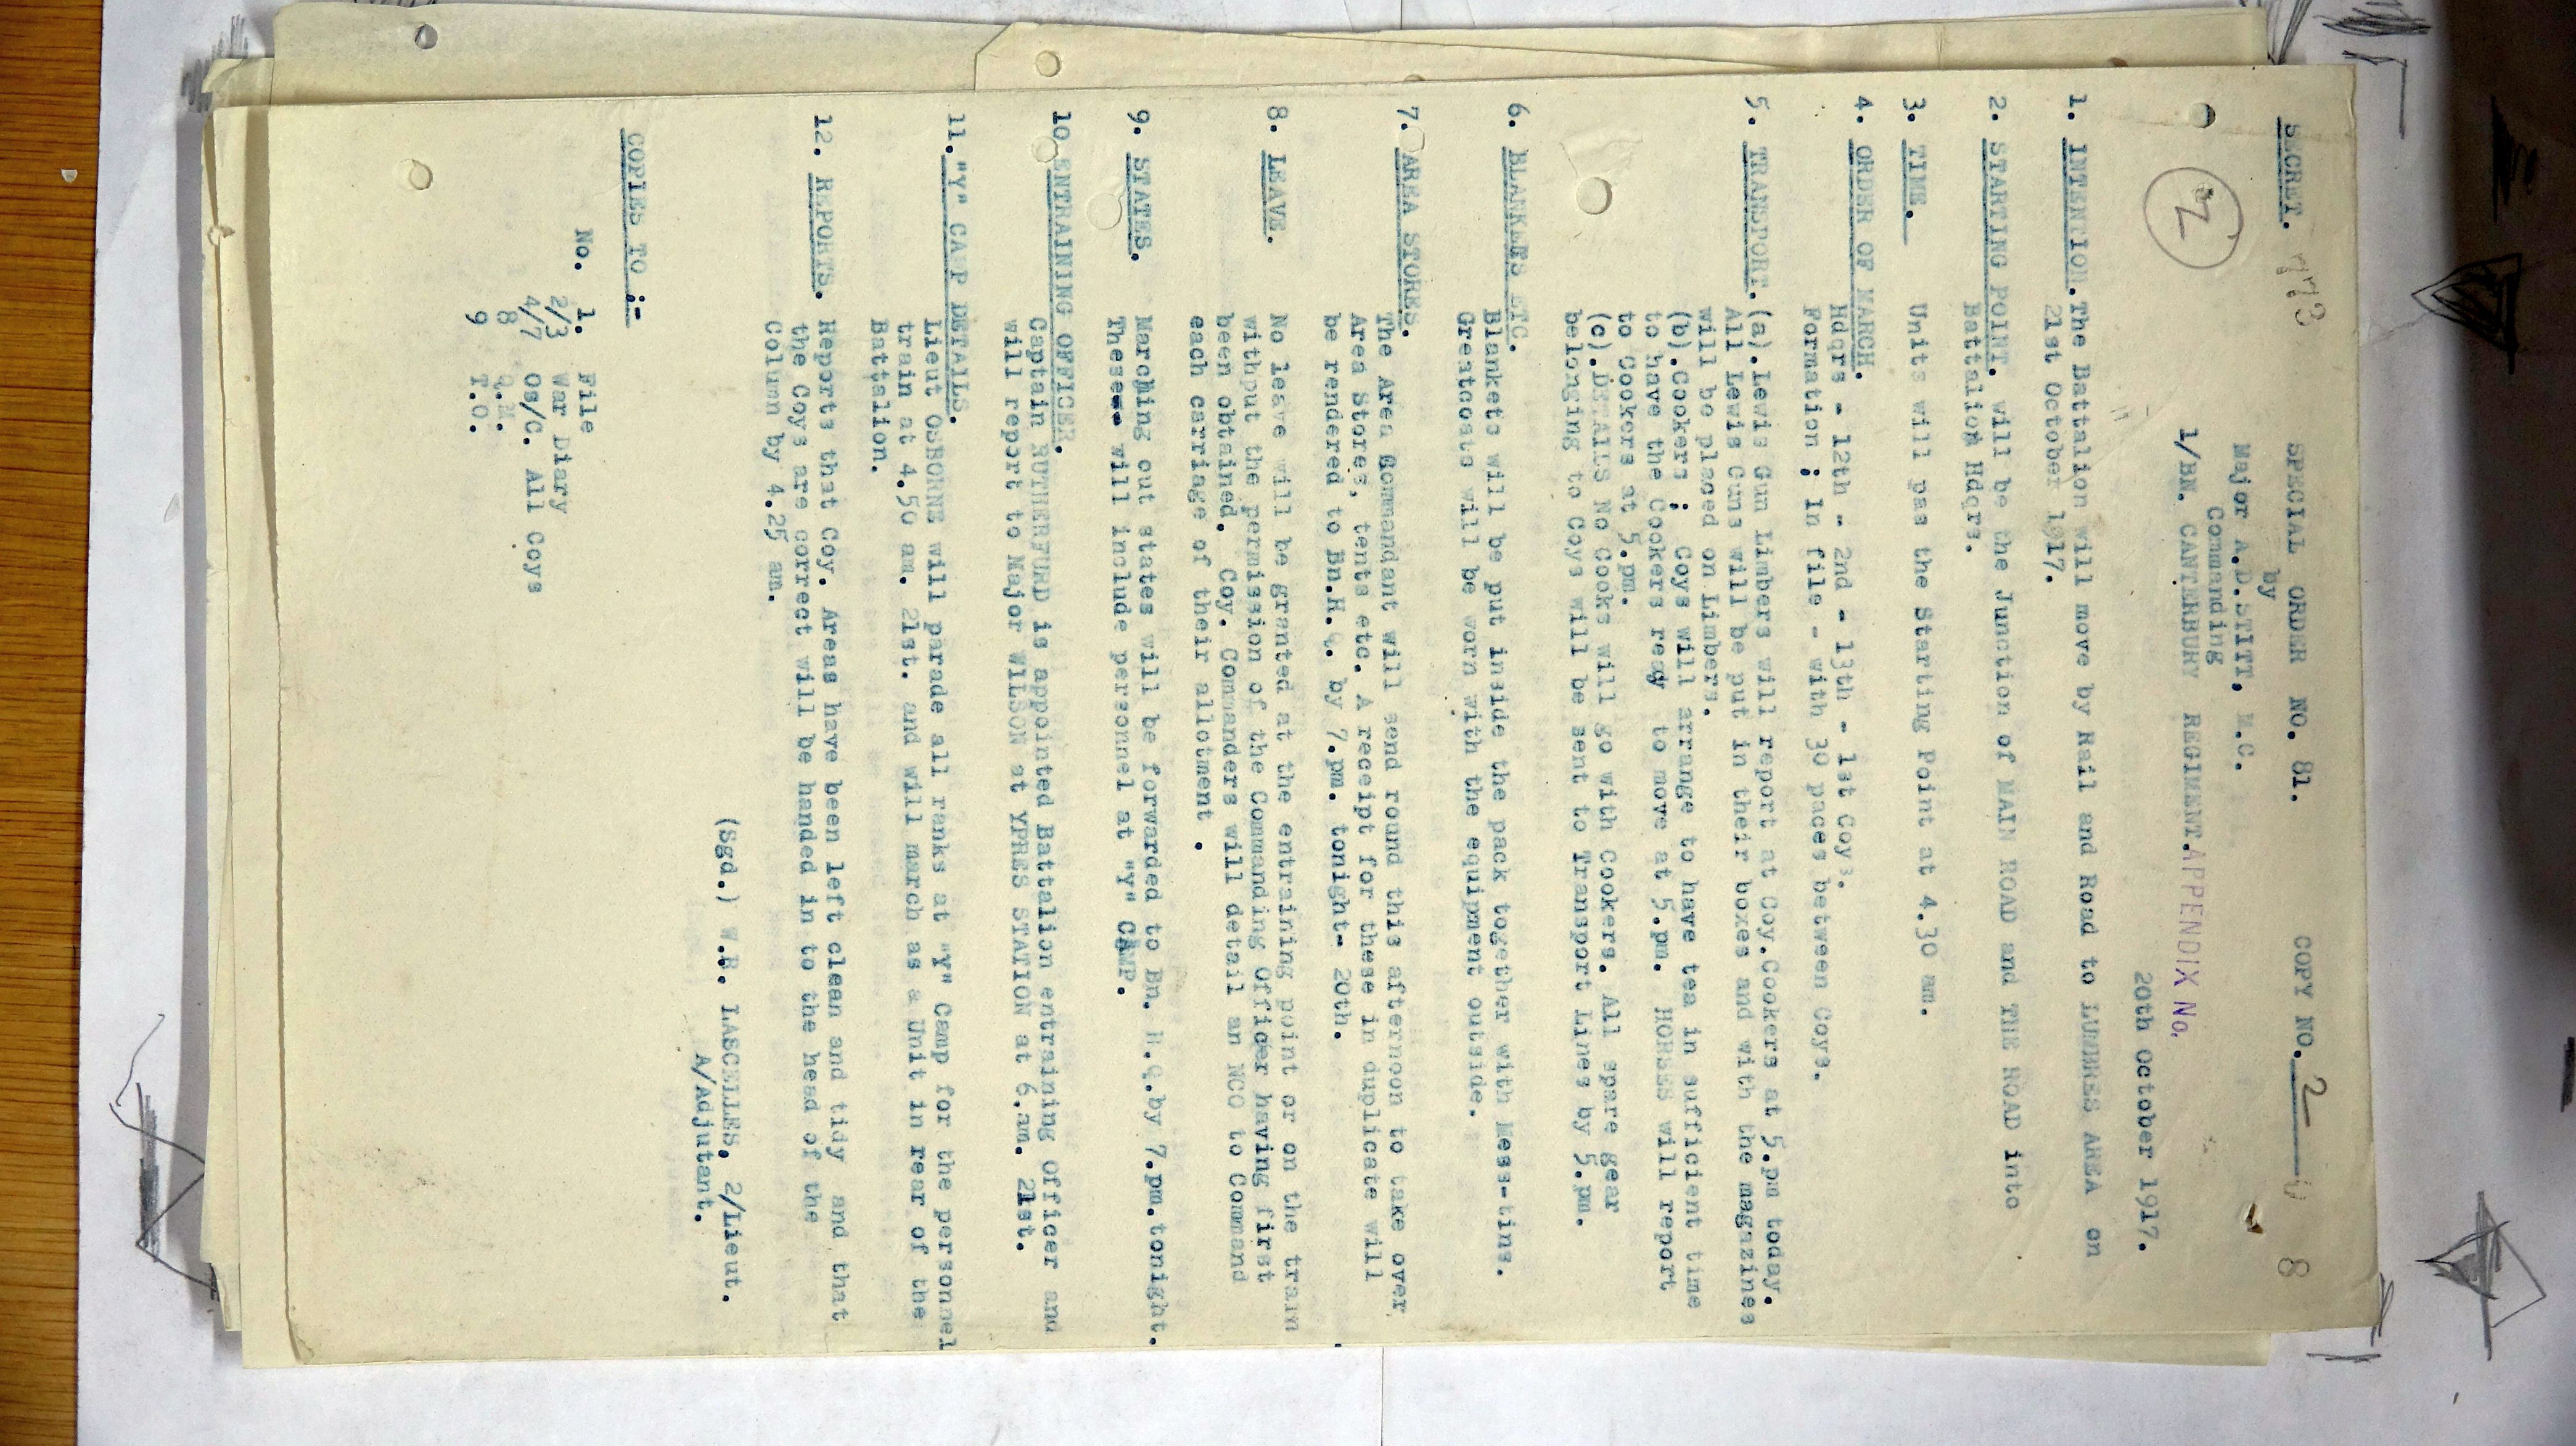 SECRET.
773
SPECIAL ORDER NO. 81.
COPY NO. 2
8
by
Major A.D.STITT, M.C.
Commanding
1/BN. CANTERBURY REGIMENT.
APPENDIX No.
2
20th October 1917.
1. INTENTION. The Battalion will move by Rail and Road to LUMBRES AREA on
21st October 1917.
2. STARTING POINT. will be the Junction of MAIN ROAD and THE ROAD into
Battalion Hdqrs.
3. TIME. Units will pas the Starting Point at 4.30 am.
4. ORDER OF MARCH.
Hdqrs - 12th - 2nd - 13th - 1st Coys.
Formation ; In file - with 30 paces between Coys.
5. TRANSPORT. (a).Lewis Gun Limbers will report at Coy.Cookers at 5.pm today.
All Lewis Guns will be put in their boxes and with the magazines
will be placed on Limbers.
(b).Cookers ; Coys will arrange to have tea in sufficient time
to have the Cookers ready to move at 5.pm. HORSES will report
to Cookers at 5.pm.
(c).DETAILS No Cooks will go with Cookers. All spare gear
belonging to Coys will be sent to Transport Lines by 5.pm.
6. BLANKETS ETC.
Blankets will be put inside the pack together with Mess-tins.
Greatcoats will be worn with the equipment outside.
7. AREA STORES.
The Area Commandant will send round this afternoon to take over
Area Stores, tents etc. A receipt for these in duplicate will
be rendered to Bn.H.Q. by 7.pm. tonight- 20th.
8. LEAVE. No leave will be granted at the entraining point or on the train
withput the permission of the Commanding Officer having first
been obtained. Coy. Commanders will detail an NCO to Command
each carriage of their allotment .
9. STATES. Marching out states will be forwarded to Bn. H.Q.by 7.pm.tonight.
These will include personnel at "Y" CAMP.
10. ENTRAINING OFFICER.
Captain RUTHERFURD is appointed Battalion entraining Officer and
will report to Major WILSON at YPRES STATION at 6.am. 21st.
11. "Y" CAMP DETAILS.
Lieut OSBORNE will parade all ranks at "Y" Camp for the personnel
train at 4.50 am. 21st. and will march as a Unit in rear of the
Battalion.
12. REPORTS. Reports that Coy. Areas have been left clean and tidy and that
the Coys are correct will be handed in to the head of the
Column by 4.25 am.
(Sgd.) W.B. LASCELLES, 2/Lieut.
A/Adjutant.
COPIES TO :-
No. 1. File
2/3 War Diary
4/7 Os/C. All Coys
8 Q.M.
9 T.O.